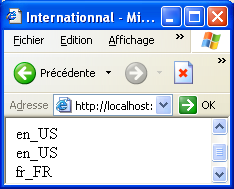 Internationnal - Mi...
Fichier Edition Affichage »
Précédente »
Adresse http://localhost: OK
en_US
en_US
fr_FR